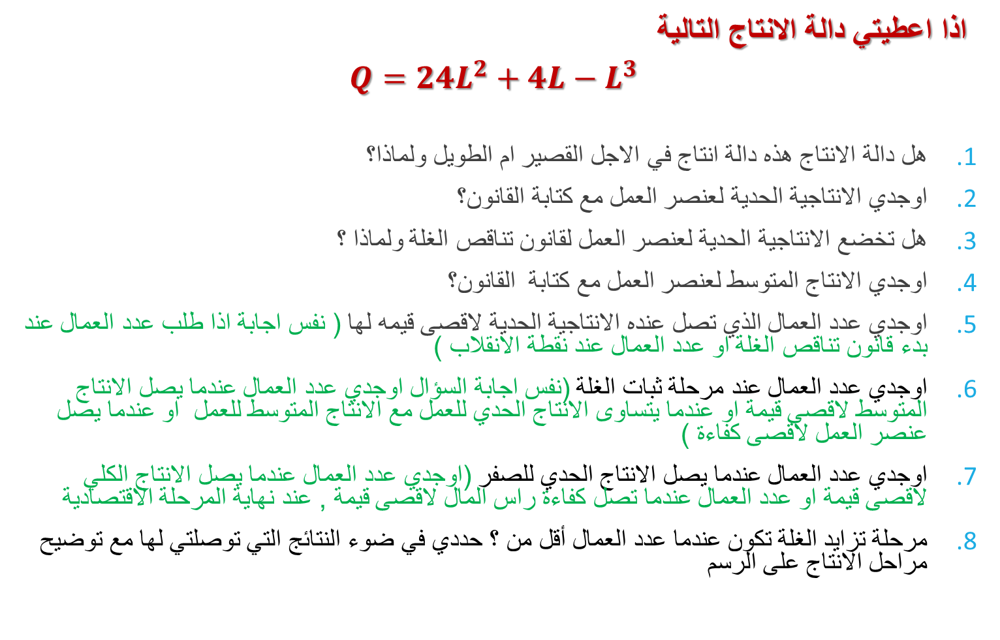 اذا اعطيتي دالة الانتاج التالية
Q = 24L² + 4L − L³
1. هل دالة الانتاج هذه دالة انتاج في الاجل القصير ام الطويل ولماذا؟
2. اوجدي الانتاجية الحدية لعنصر العمل مع كتابة القانون؟
3. هل تخضع الانتاجية الحدية لعنصر العمل لقانون تناقص الغلة ولماذا ؟
4. اوجدي الانتاج المتوسط لعنصر العمل مع كتابة القانون؟
5. اوجدي عدد العمال الذي تصل عنده الانتاجية الحدية لاقصى قيمه لها ( نفس اجابة اذا طلب عدد العمال عند
بدء قانون تناقص الغلة او عدد العمال عند نقطة الانقلاب )
6. اوجدي عدد العمال عند مرحلة ثبات الغلة (نفس اجابة السؤال اوجدي عدد العمال عندما يصل الانتاج
المتوسط لاقصى قيمة او عندما يتساوى الانتاج الحدي للعمل مع الانتاج المتوسط للعمل او عندما يصل
عنصر العمل لاقصى كفاءة )
7. اوجدي عدد العمال عندما يصل الانتاج الحدي للصفر (اوجدي عدد العمال عندما يصل الانتاج الكلي
لاقصى قيمة او عدد العمال عندما تصل كفاءة راس المال لاقصى قيمة , عند نهاية المرحلة الاقتصادية
8. مرحلة تزايد الغلة تكون عندما عدد العمال أقل من ؟ حددي في ضوء النتائج التي توصلتي لها مع توضيح
مراحل الانتاج على الرسم